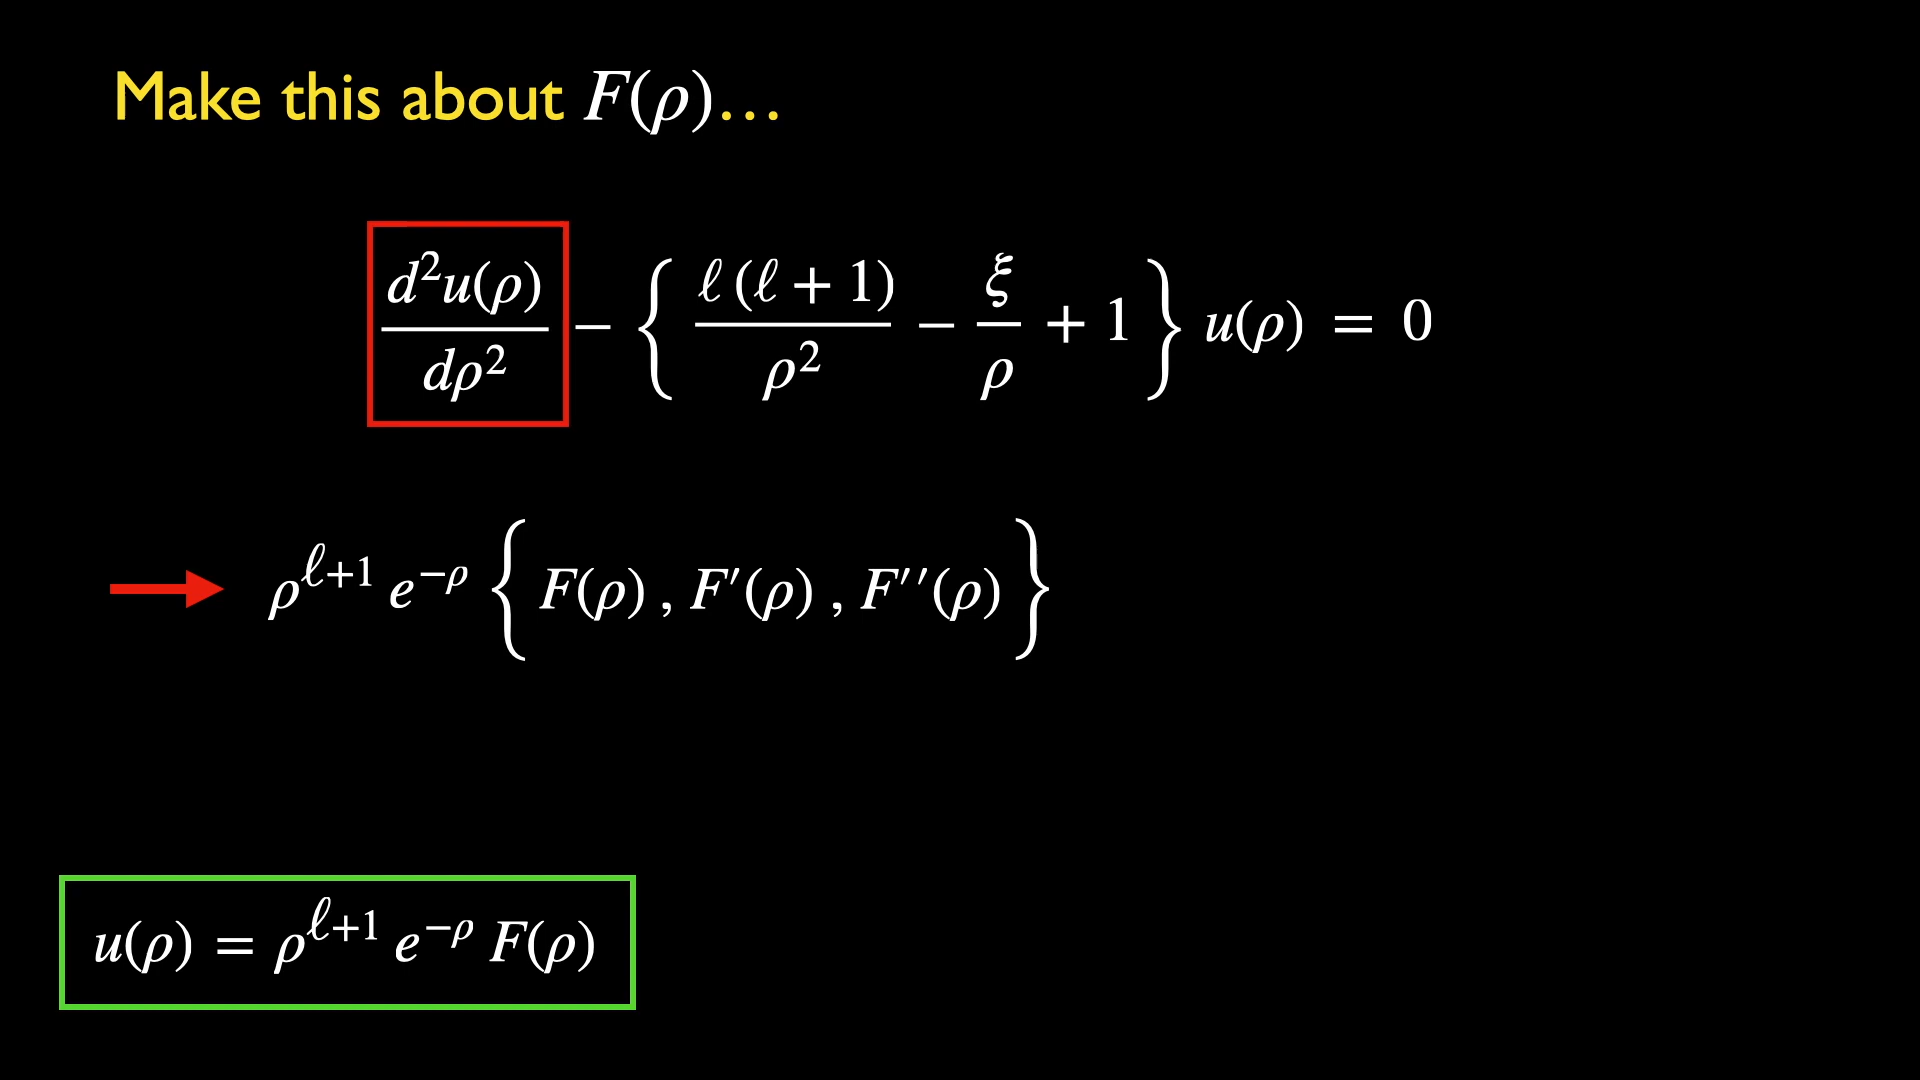 Make this about F(ρ)…
d²u(ρ)/dρ² − { ℓ(ℓ + 1)/ρ² − ξ/ρ + 1 } u(ρ) = 0
ρ^{ℓ+1} e^{−ρ} { F(ρ) , F′(ρ) , F′′(ρ) }
u(ρ) = ρ^{ℓ+1} e^{−ρ} F(ρ)